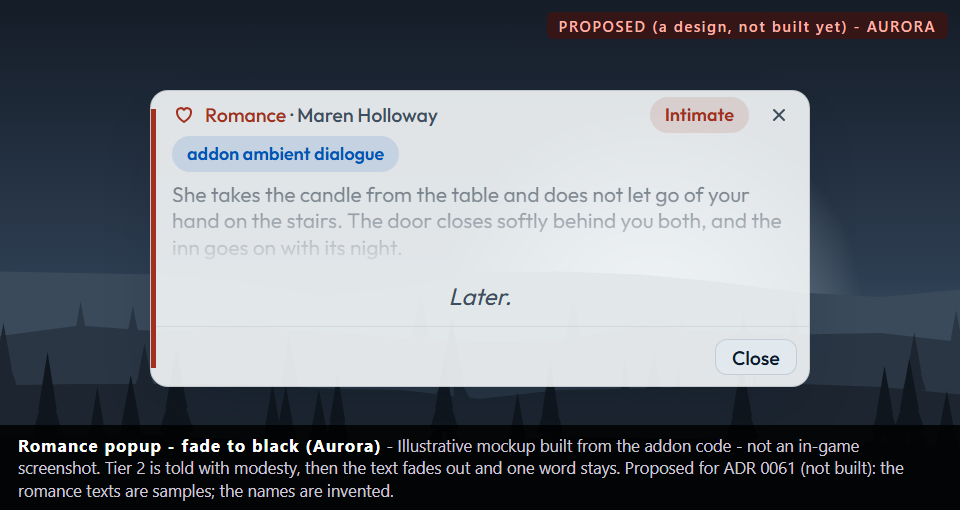 PROPOSED (a design, not built yet) - AURORA
Romance · Maren Holloway
Intimate
addon ambient dialogue
She takes the candle from the table and does not let go of your
hand on the stairs. The door closes softly behind you both, and the
inn goes on with its night.
Later.
Close
Romance popup - fade to black (Aurora) - Illustrative mockup built from the addon code - not an in-game
screenshot. Tier 2 is told with modesty, then the text fades out and one word stays. Proposed for ADR 0061 (not built): the
romance texts are samples; the names are invented.